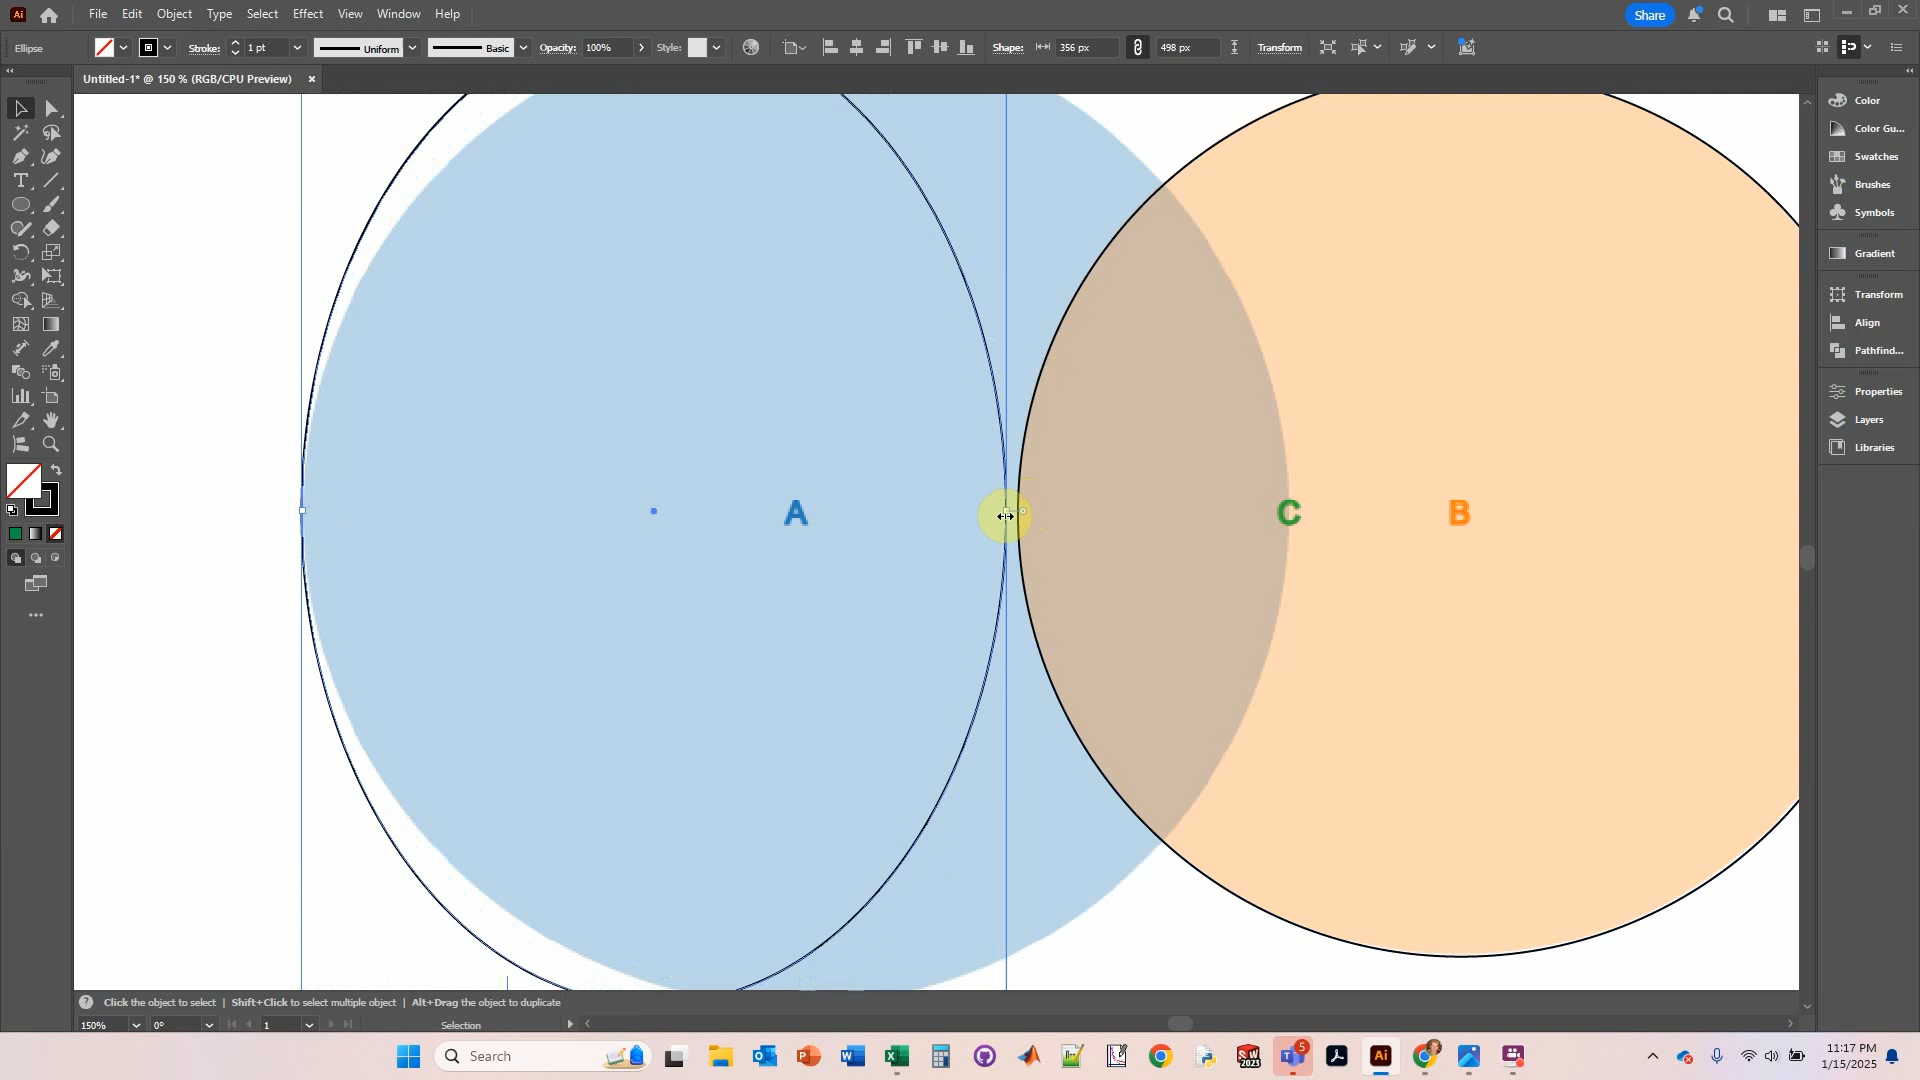 Ai File Edit Object Type Select Effect View Window Help Share
Ellipse Stroke: 1 pt Uniform Basic Opacity: 100% Style: Shape: 356 px 498 px Transform
Untitled-1* @ 150 % (RGB/CPU Preview)
Color
Color Gu...
Swatches
Brushes
Symbols
Gradient
Transform
Align
Pathfind...
Properties
Layers
Libraries
A C B
Click the object to select | Shift+Click to select multiple object | Alt+Drag the object to duplicate
150% 0° 1 Selection
Search 2023 5 Ai 11:17 PM
1/15/2025